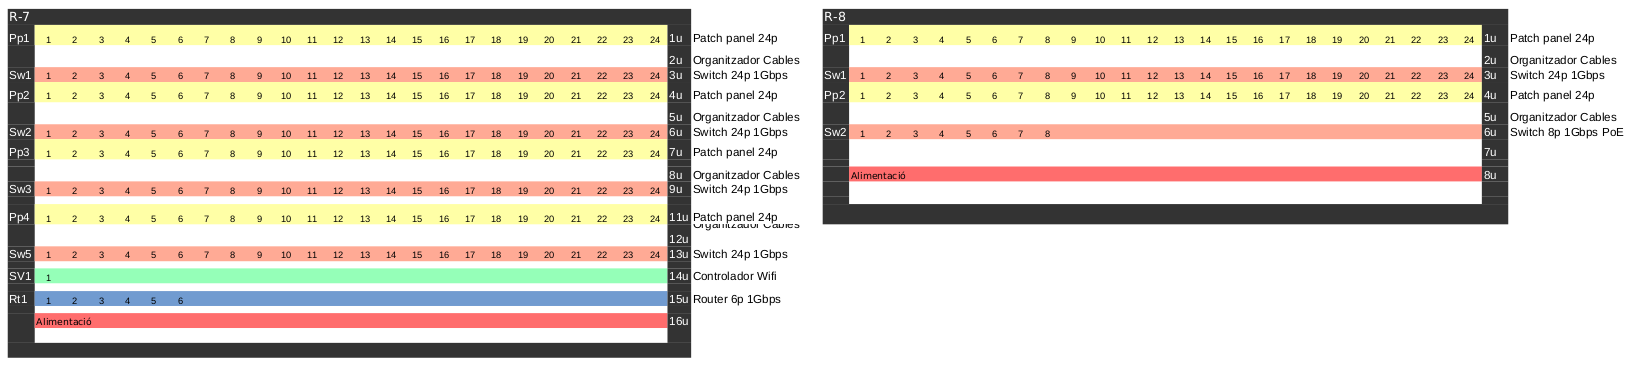 R-7
Pp1 1 2 3 4 5 6 7 8 9 10 11 12 13 14 15 16 17 18 19 20 21 22 23 24 1u Patch panel 24p
2u Organitzador Cables
Sw1 1 2 3 4 5 6 7 8 9 10 11 12 13 14 15 16 17 18 19 20 21 22 23 24 3u Switch 24p 1Gbps
Pp2 1 2 3 4 5 6 7 8 9 10 11 12 13 14 15 16 17 18 19 20 21 22 23 24 4u Patch panel 24p
5u Organitzador Cables
Sw2 1 2 3 4 5 6 7 8 9 10 11 12 13 14 15 16 17 18 19 20 21 22 23 24 6u Switch 24p 1Gbps
Pp3 1 2 3 4 5 6 7 8 9 10 11 12 13 14 15 16 17 18 19 20 21 22 23 24 7u Patch panel 24p
8u Organitzador Cables
Sw3 1 2 3 4 5 6 7 8 9 10 11 12 13 14 15 16 17 18 19 20 21 22 23 24 9u Switch 24p 1Gbps
Pp4 1 2 3 4 5 6 7 8 9 10 11 12 13 14 15 16 17 18 19 20 21 22 23 24 11u Patch panel 24p
12u Organitzador Cables
Sw5 1 2 3 4 5 6 7 8 9 10 11 12 13 14 15 16 17 18 19 20 21 22 23 24 13u Switch 24p 1Gbps
SV1 1 14u Controlador Wifi
Rt1 1 2 3 4 5 6 15u Router 6p 1Gbps
Alimentació 16u
R-8
Pp1 1 2 3 4 5 6 7 8 9 10 11 12 13 14 15 16 17 18 19 20 21 22 23 24 1u Patch panel 24p
2u Organitzador Cables
Sw1 1 2 3 4 5 6 7 8 9 10 11 12 13 14 15 16 17 18 19 20 21 22 23 24 3u Switch 24p 1Gbps
Pp2 1 2 3 4 5 6 7 8 9 10 11 12 13 14 15 16 17 18 19 20 21 22 23 24 4u Patch panel 24p
5u Organitzador Cables
Sw2 1 2 3 4 5 6 7 8 6u Switch 8p 1Gbps PoE
7u
Alimentació 8u